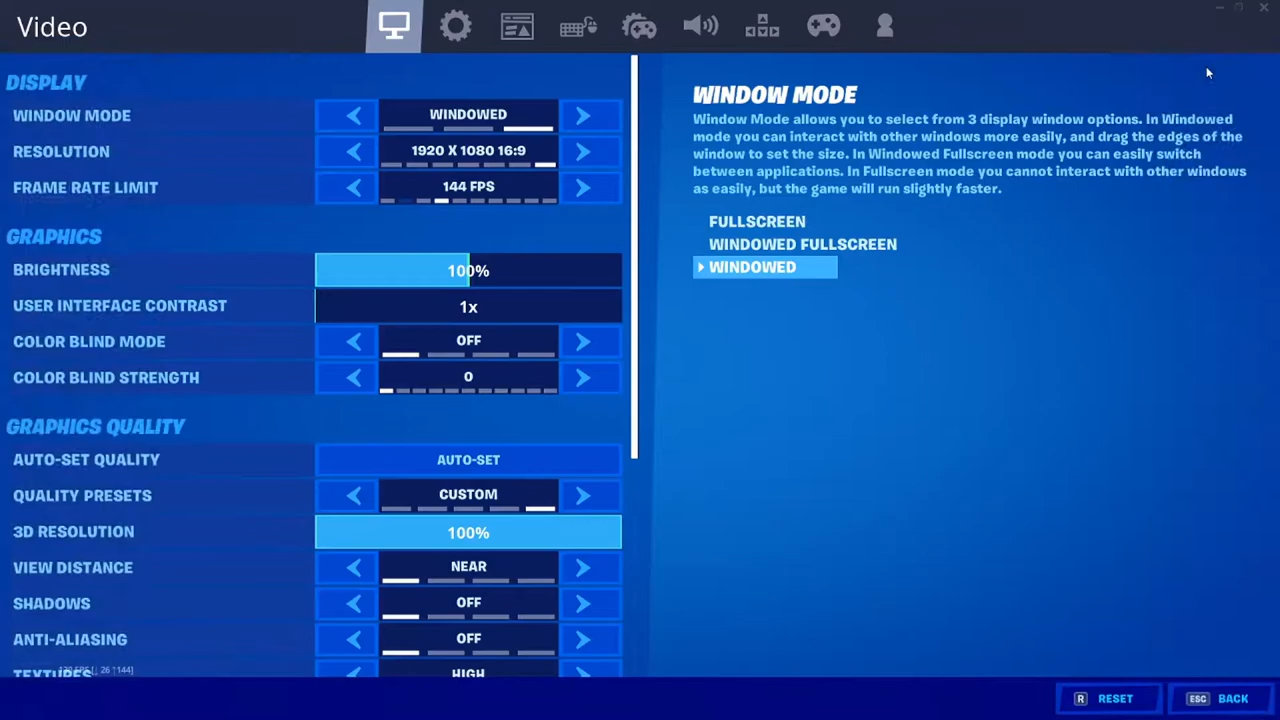 Video
DISPLAY
WINDOW MODE
WINDOWED
RESOLUTION
1920 X 1080 16:9
FRAME RATE LIMIT
144 FPS
GRAPHICS
BRIGHTNESS
100%
USER INTERFACE CONTRAST
1x
COLOR BLIND MODE
OFF
COLOR BLIND STRENGTH
0
GRAPHICS QUALITY
AUTO-SET QUALITY
AUTO-SET
QUALITY PRESETS
CUSTOM
3D RESOLUTION
100%
VIEW DISTANCE
NEAR
SHADOWS
OFF
ANTI-ALIASING
OFF
TEXTURES
HIGH
WINDOW MODE
Window Mode allows you to select from 3 display window options. In Windowed
mode you can interact with other windows more easily, and drag the edges of the
window to set the size. In Windowed Fullscreen mode you can easily switch
between applications. In Fullscreen mode you cannot interact with other windows
as easily, but the game will run slightly faster.
FULLSCREEN
WINDOWED FULLSCREEN
WINDOWED
R RESET
ESC BACK